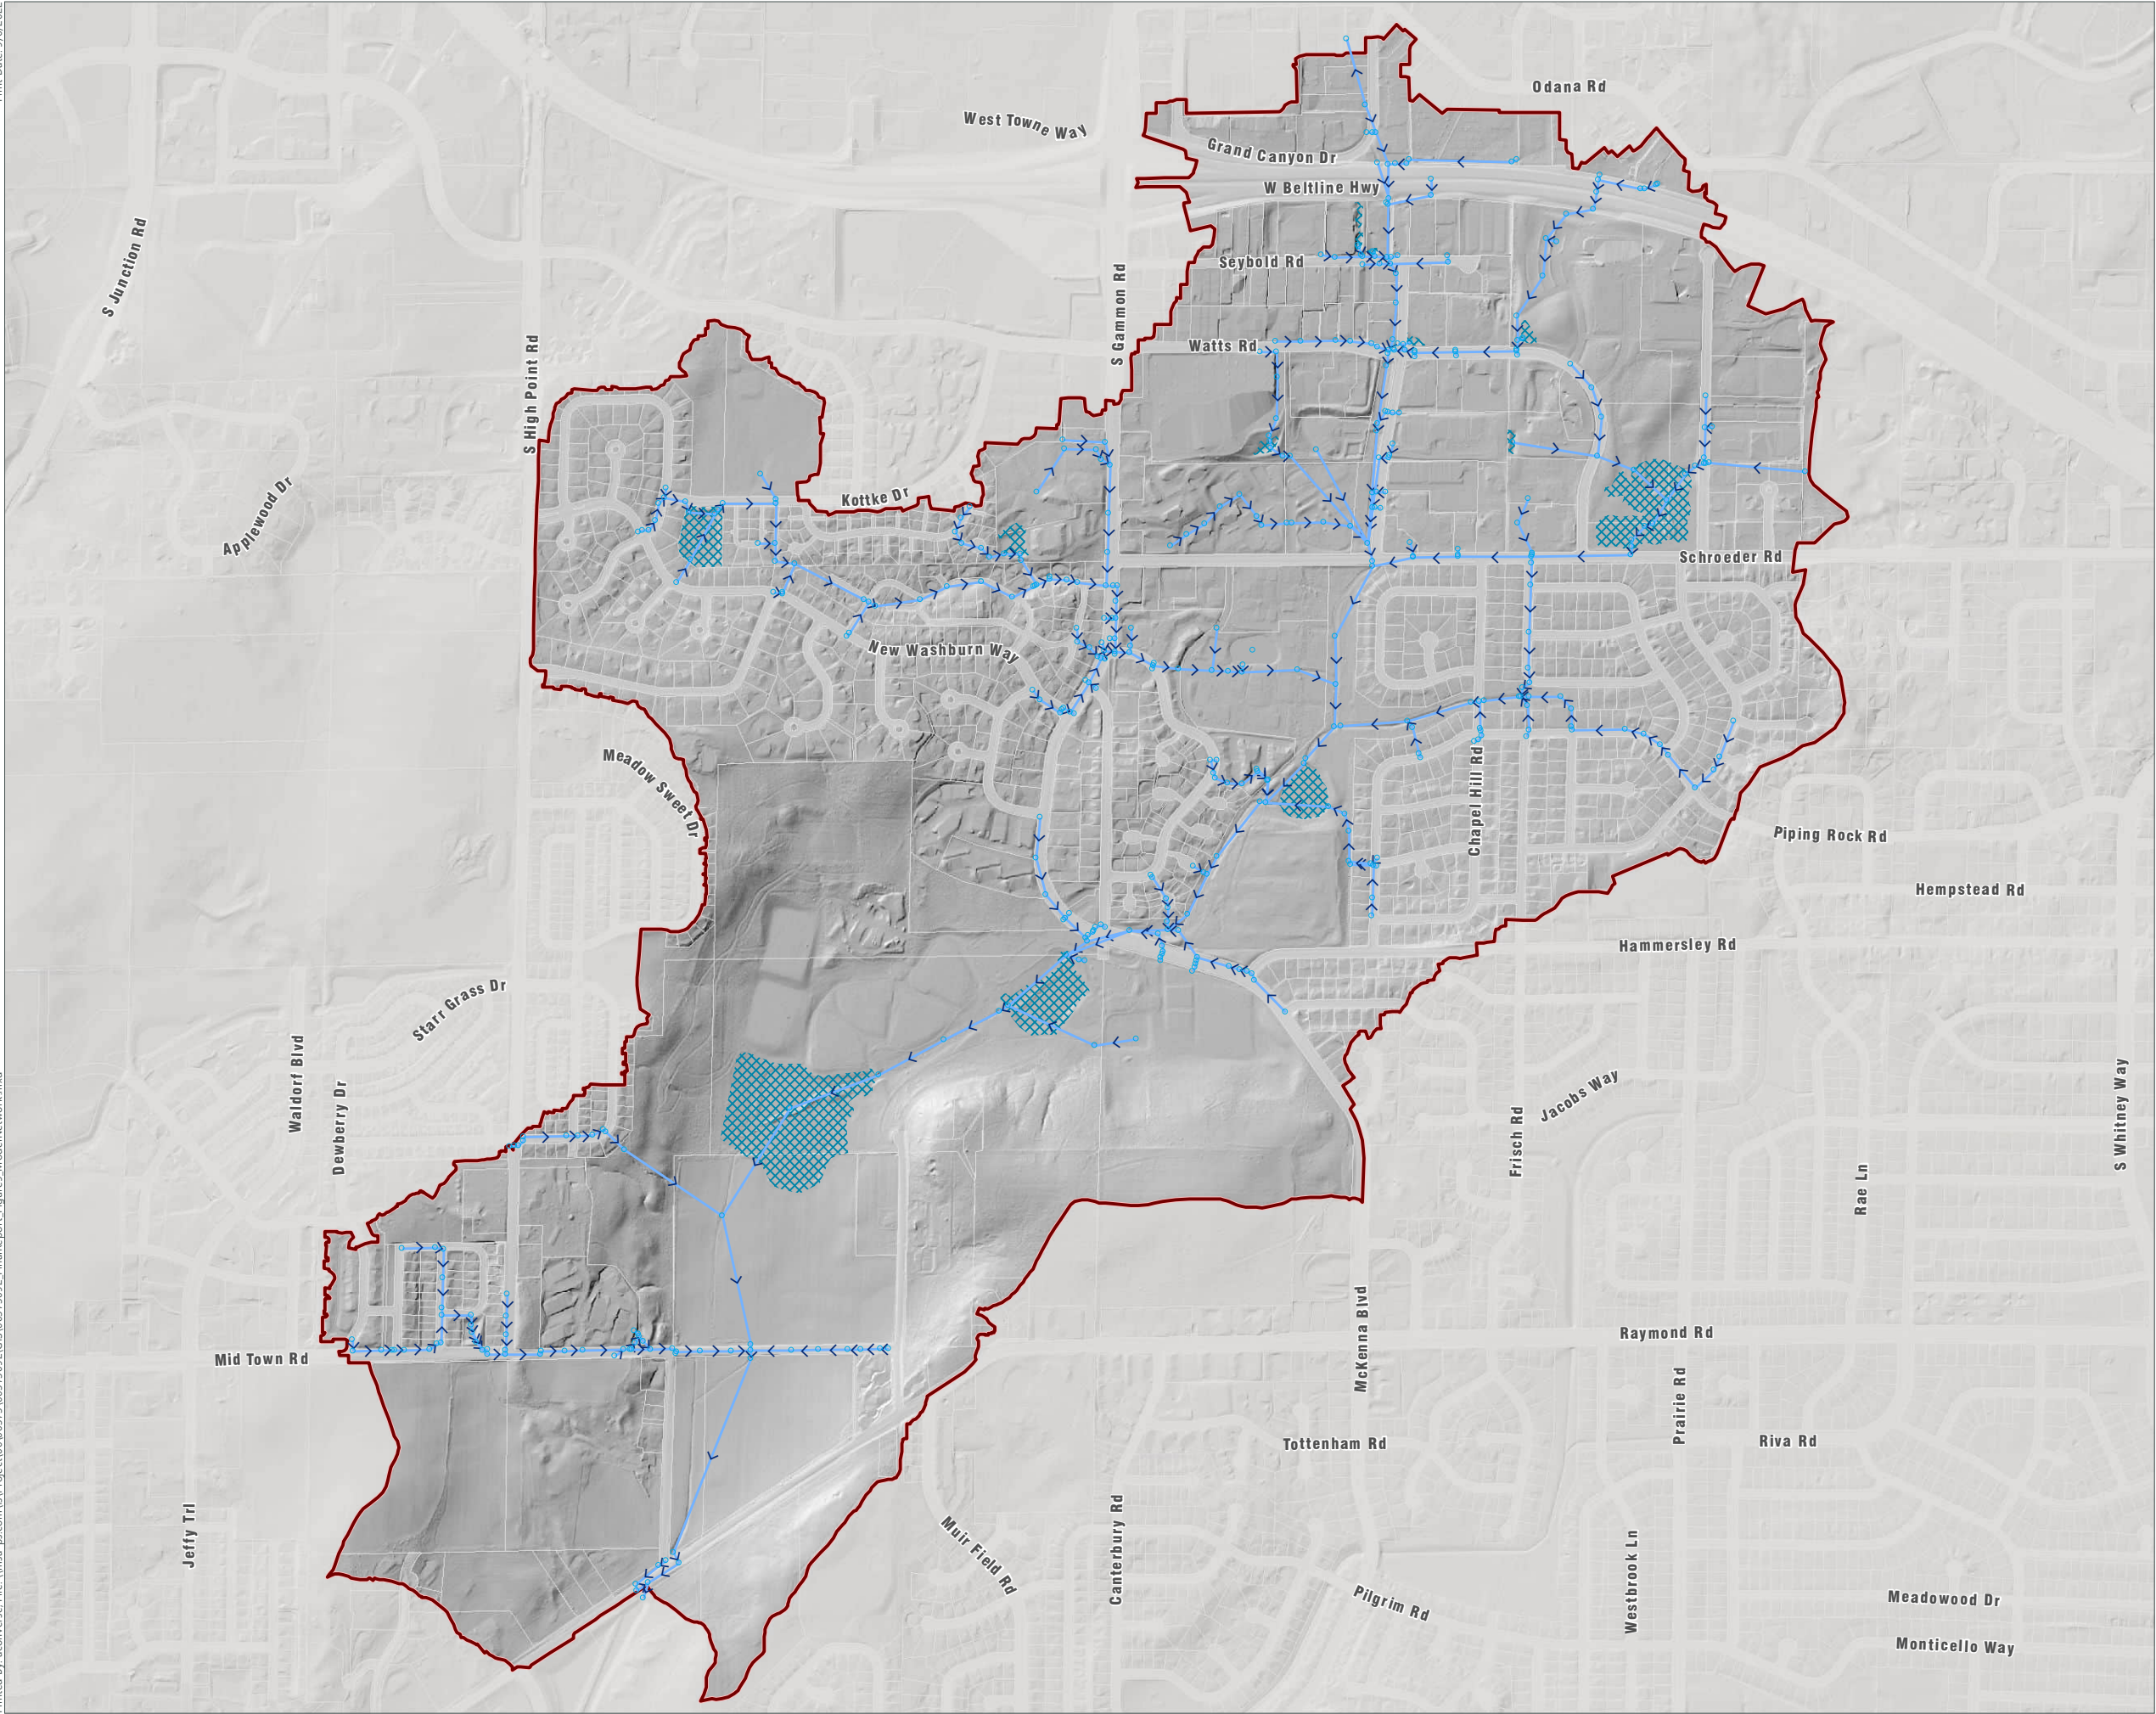 Odana Rd
West Towne Way
Grand Canyon Dr
W Beltline Hwy
S Junction Rd
Seybold Rd
S Gammon Rd
Watts Rd
S High Point Rd
Kottke Dr
Applewood Dr
Schroeder Rd
New Washburn Way
Meadow Sweet Dr
Chapel Hill Rd
Piping Rock Rd
Hempstead Rd
Hammersley Rd
Starr Grass Dr
Waldorf Blvd
Dewberry Dr
Jacobs Way
Frisch Rd
S Whitney Way
Rae Ln
McKenna Blvd
Raymond Rd
Mid Town Rd
Prairie Rd
Tottenham Rd
Riva Rd
Jeffy Trl
Muir Field Rd
Canterbury Rd
Pilgrim Rd
Westbrook Ln
Meadowood Dr
Monticello Way